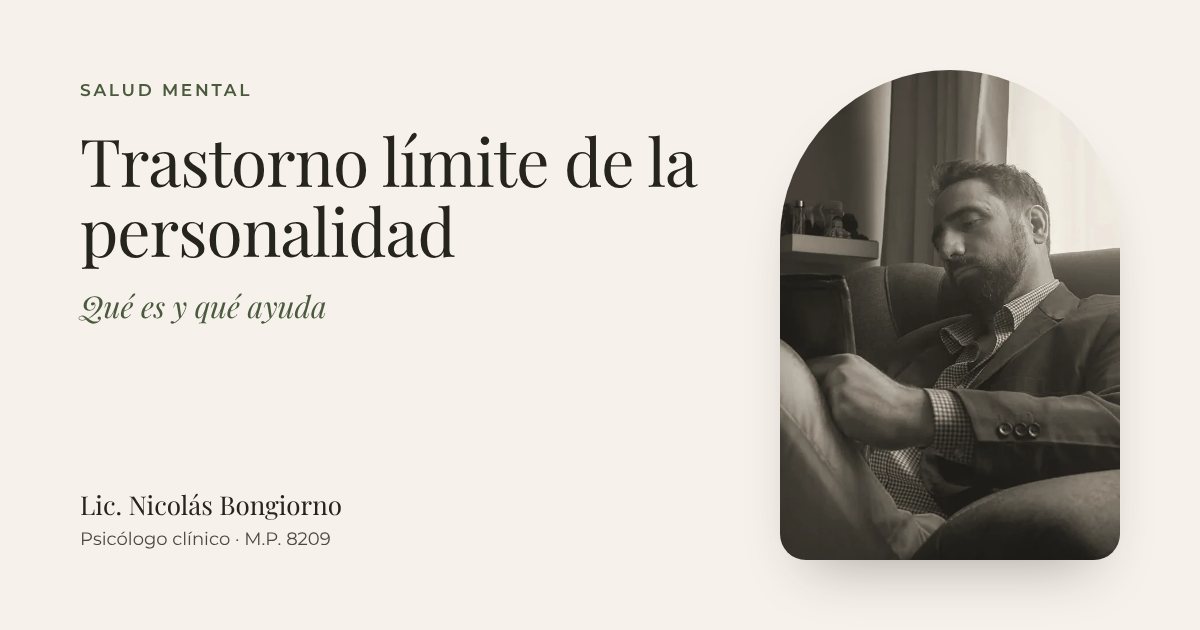 SALUD MENTAL
Trastorno límite de la
personalidad
Qué es y qué ayuda
Lic. Nicolás Bongiorno
Psicólogo clínico · M.P. 8209